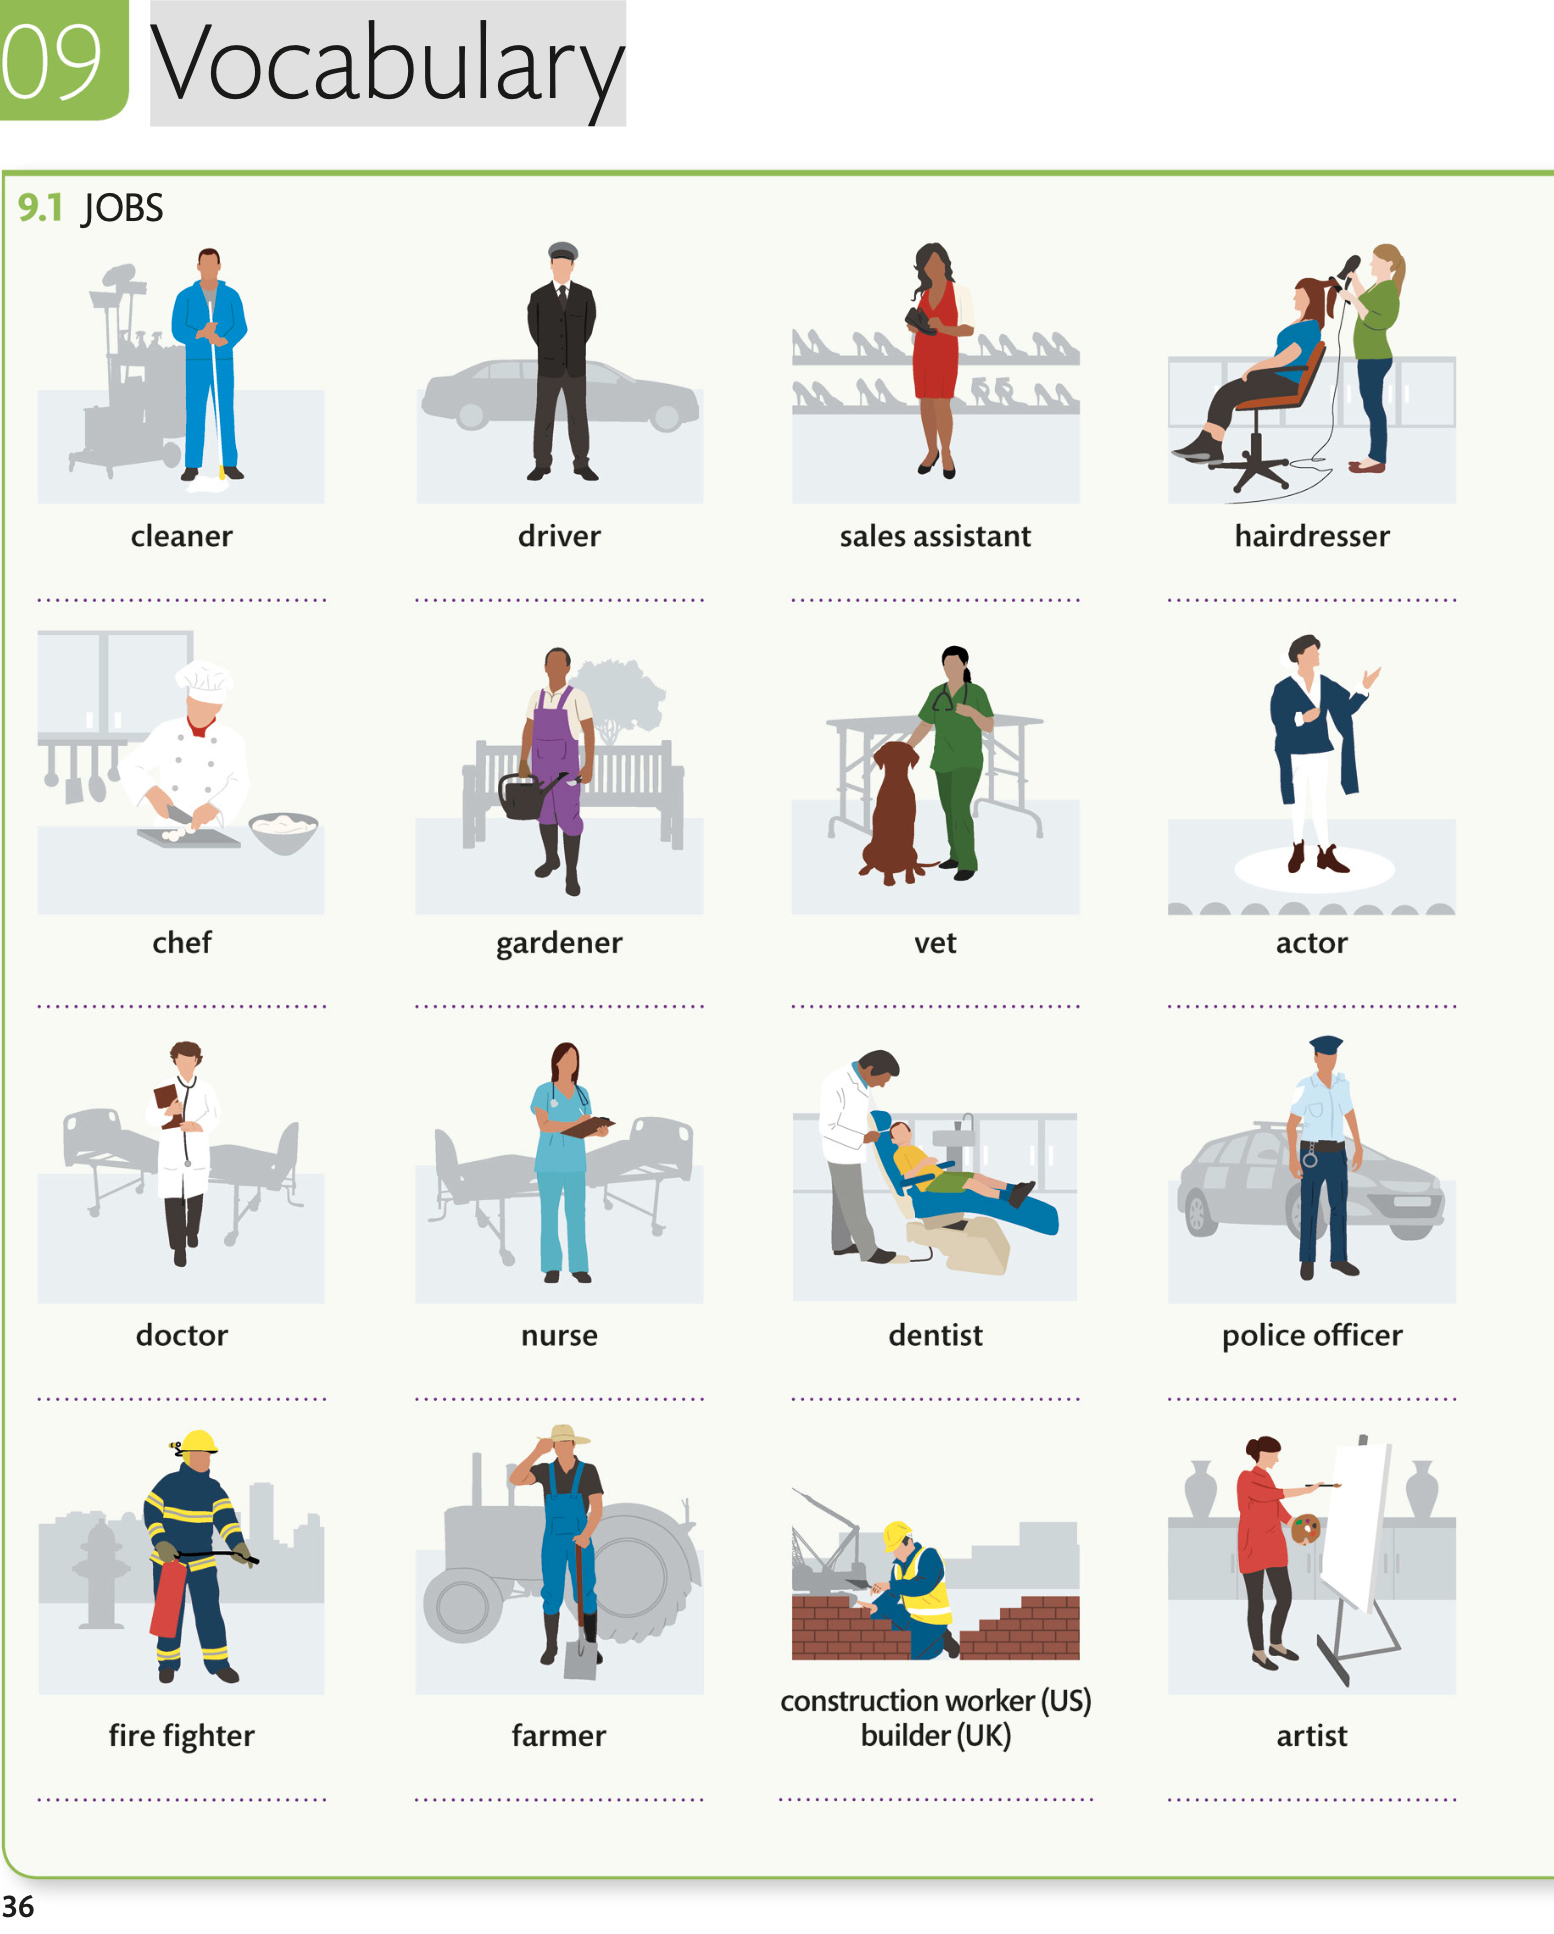 09 Vocabulary
9.1 JOBS
cleaner
driver
sales assistant
hairdresser
chef
gardener
vet
actor
doctor
nurse
dentist
police officer
fire fighter
farmer
construction worker (US)
builder (UK)
artist
36